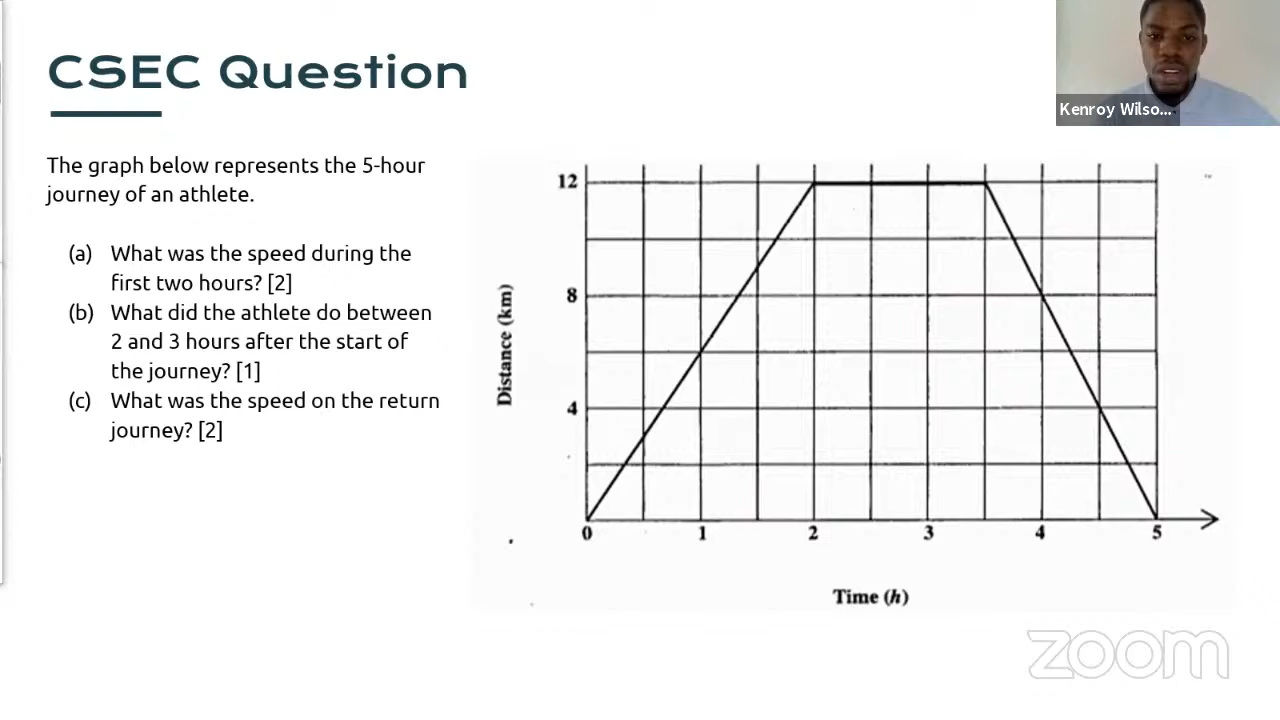 CSEC Question
Kenroy Wilso...
The graph below represents the 5-hour
journey of an athlete.
(a) What was the speed during the
first two hours? [2]
(b) What did the athlete do between
2 and 3 hours after the start of
the journey? [1]
(c) What was the speed on the return
journey? [2]
12
8
4
Distance (km)
0 1 2 3 4 5
Time (h)
zoom